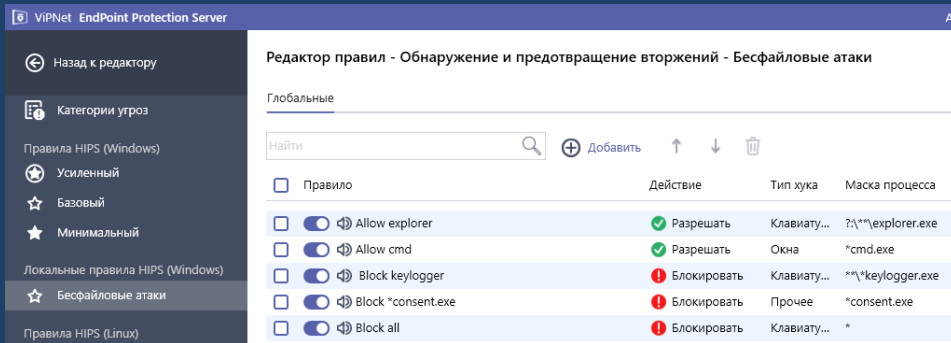 ViPNet EndPoint Protection Server
Назад к редактору
Категории угроз
Правила HIPS (Windows)
Усиленный
Базовый
Минимальный
Локальные правила HIPS (Windows)
Бесфайловые атаки
Правила HIPS (Linux)
Редактор правил - Обнаружение и предотвращение вторжений - Бесфайловые атаки
Глобальные
Найти
Добавить
Правило Действие Тип хука Маска процесса
Allow explorer Разрешать Клавиату... ?:\**\explorer.exe
Allow cmd Разрешать Окна *cmd.exe
Block keylogger Блокировать Клавиату... **\*keylogger.exe
Block *consent.exe Блокировать Прочее *consent.exe
Block all Блокировать Клавиату... *